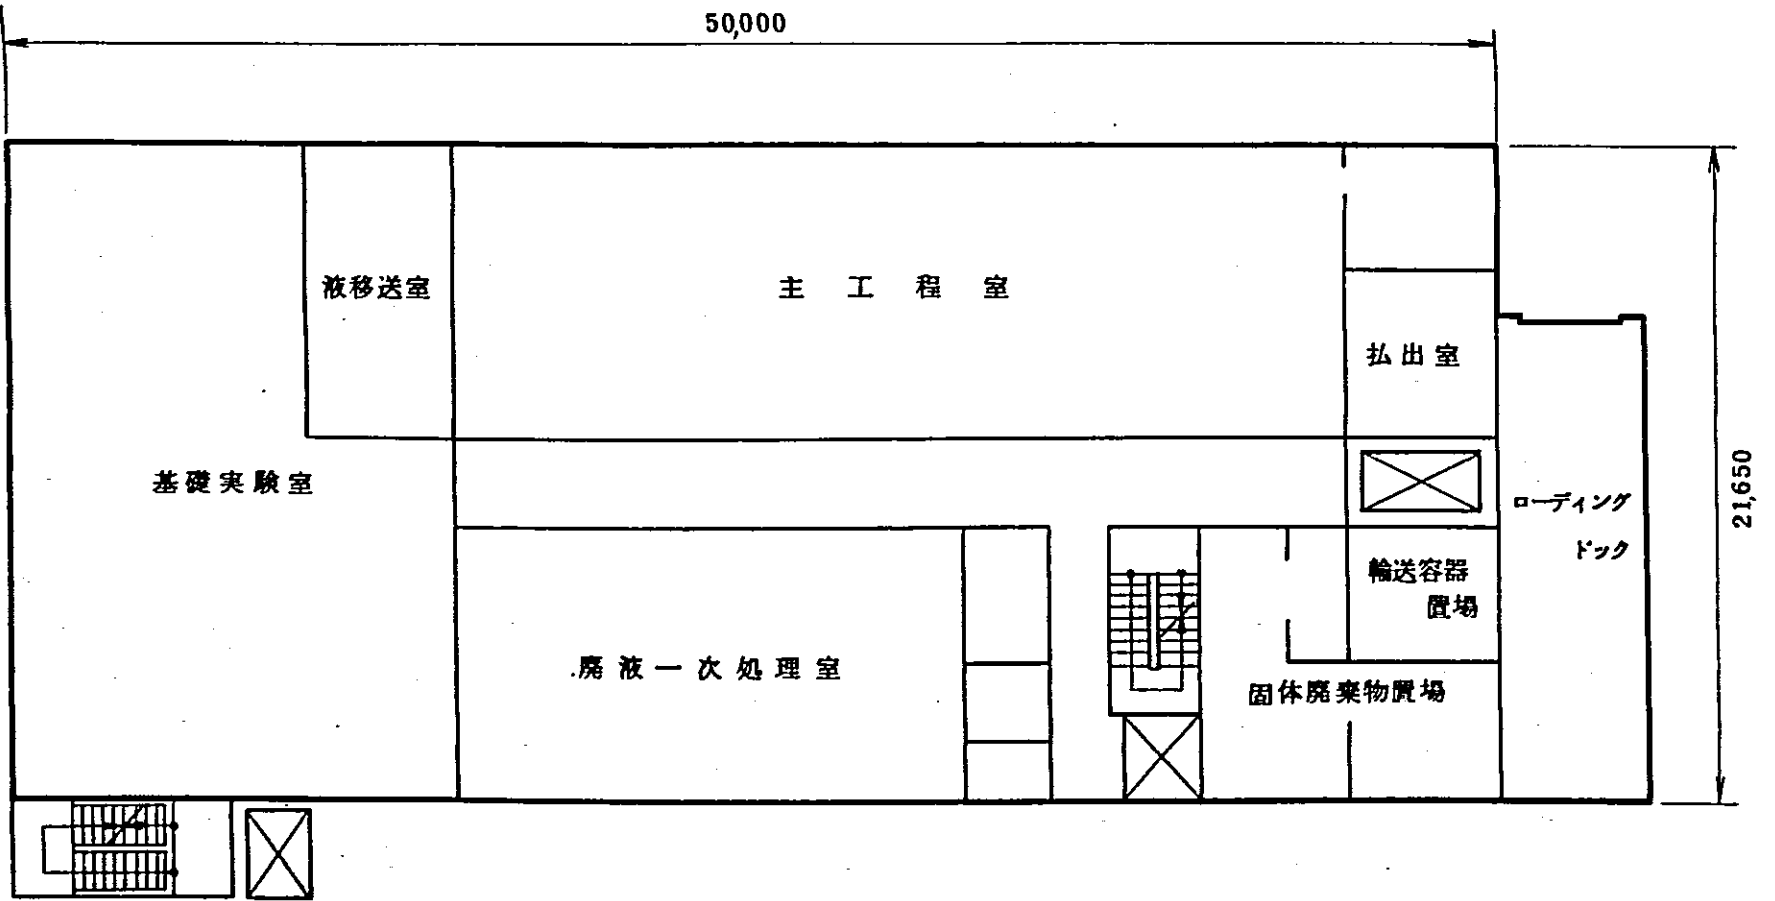 50,000
液移送室
主工程室
払出室
基礎実験室
ローディング
ドック
21,650
輸送容器
置場
廃液一次処理室
固体廃棄物置場